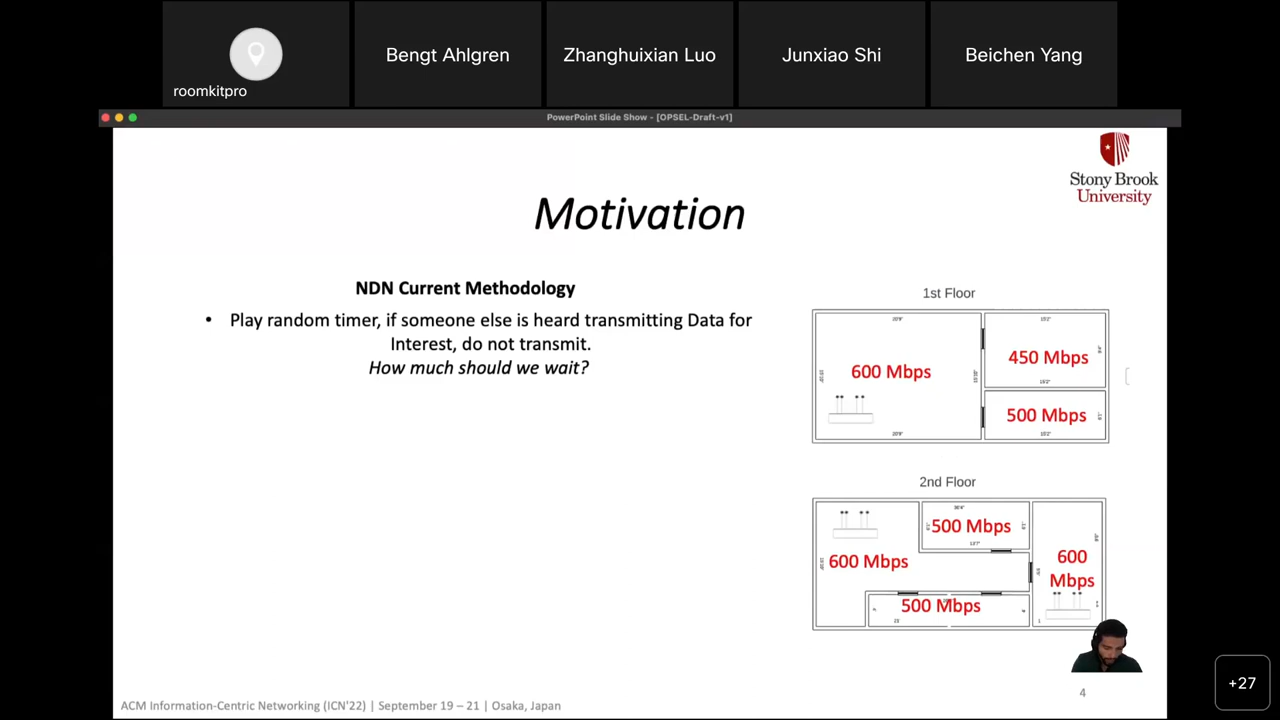 roomkitpro
Bengt Ahlgren
Zhanghuixian Luo
Junxiao Shi
Beichen Yang
PowerPoint Slide Show - [OPSEL-Draft-v1]
Stony Brook
University
Motivation
NDN Current Methodology
• Play random timer, if someone else is heard transmitting Data for
Interest, do not transmit.
How much should we wait?
1st Floor
600 Mbps
450 Mbps
500 Mbps
2nd Floor
500 Mbps
600 Mbps
600
Mbps
500 Mbps
4
ACM Information-Centric Networking (ICN'22) | September 19 – 21 | Osaka, Japan
+27